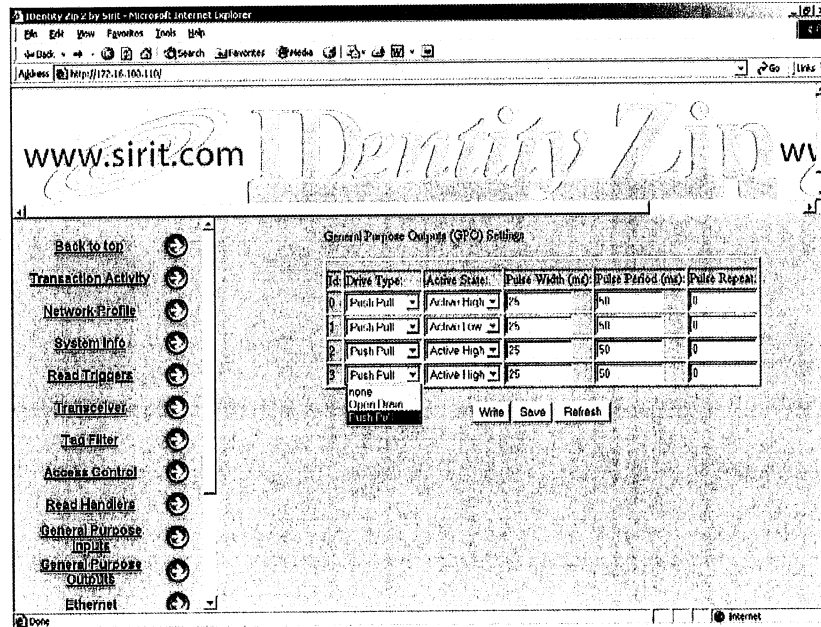 IDentity Zip 2 by Sirit - Microsoft Internet Explorer
File Edit View Favorites Tools Help
Back Search Favorites Media
Address http://172.16.100.110/ Go Links
www.sirit.com IDentity Zip
General Purpose Outputs (GPO) Settings
Id: Drive Type: Active State: Pulse Width (ms): Pulse Period (ms): Pulse Repeat:
0 Push Pull Active High 25 50 0
1 Push Pull Active Low 25 50 0
2 Push Pull Active High 25 50 0
3 Push Pull Active High 25 50 0
none
Open Drain
Push Pull
Write Save Refresh
Back to top
Transaction Activity
Network Profile
System Info
Read Triggers
Transceiver
Tag Filter
Access Control
Read Handlers
General Purpose
Inputs
General Purpose
Outputs
Ethernet
Done Internet